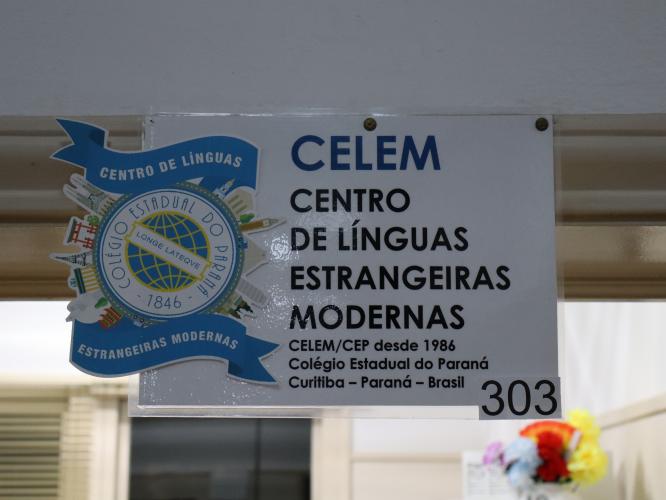 CENTRO DE LÍNGUAS
COLÉGIO ESTADUAL DO PARANÁ
LONGE LATEQVE
- 1846 -
ESTRANGEIRAS MODERNAS
CELEM
CENTRO
DE LÍNGUAS
ESTRANGEIRAS
MODERNAS
CELEM/CEP desde 1986
Colégio Estadual do Paraná
Curitiba – Paraná – Brasil
303